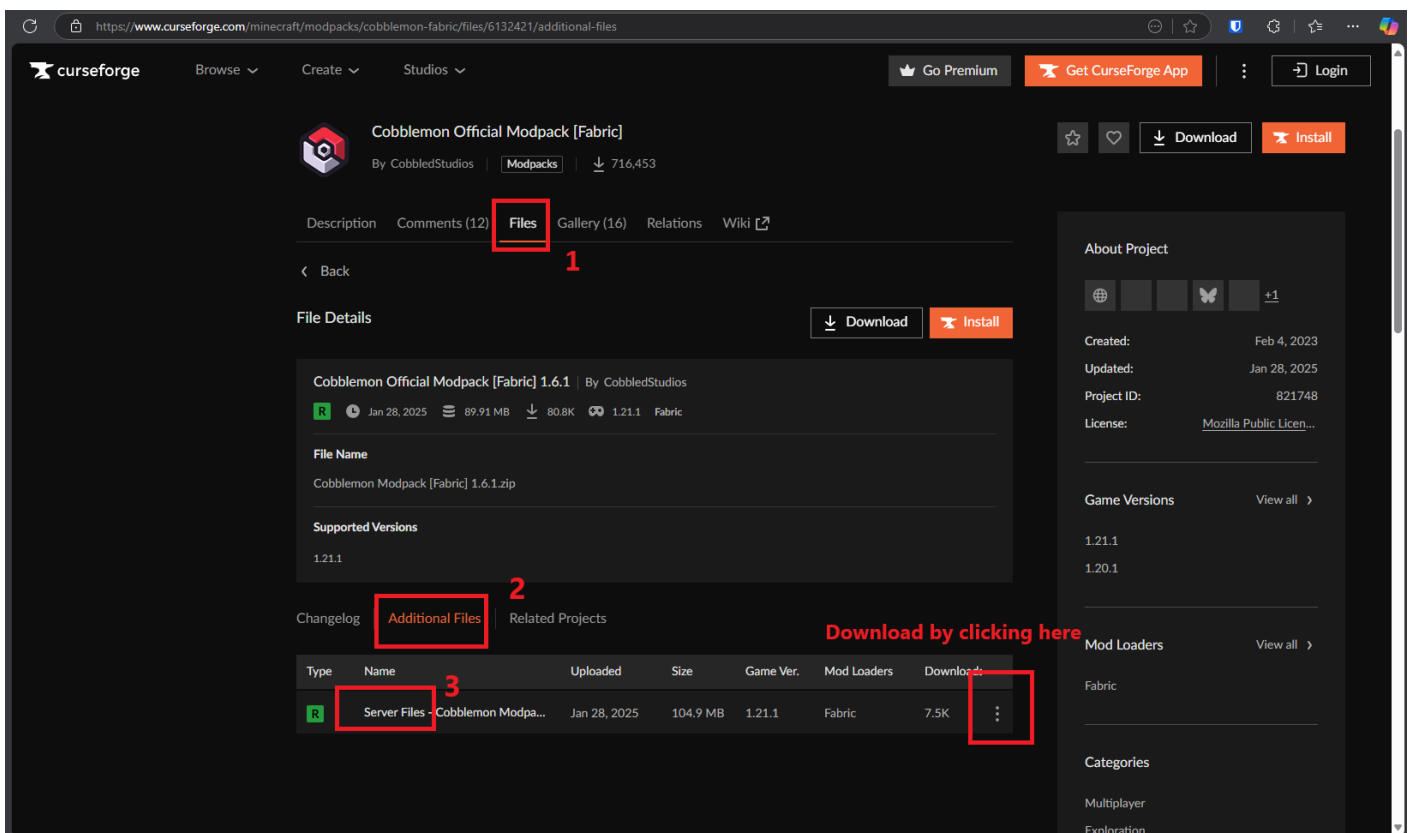 https://www.curseforge.com/minecraft/modpacks/cobblemon-fabric/files/6132421/additional-files
curseforge Browse Create Studios Go Premium Get CurseForge App Login
Cobblemon Official Modpack [Fabric]
By CobbledStudios Modpacks 716,453
Download Install
Description Comments (12) Files Gallery (16) Relations Wiki
1
Back
File Details
Download Install
Cobblemon Official Modpack [Fabric] 1.6.1 By CobbledStudios
R Jan 28, 2025 89.91 MB 80.8K 1.21.1 Fabric
File Name
Cobblemon Modpack [Fabric] 1.6.1.zip
Supported Versions
1.21.1
2
Changelog Additional Files Related Projects
Download by clicking here
Type Name Uploaded Size Game Ver. Mod Loaders Downloads
3
R Server Files - Cobblemon Modpa... Jan 28, 2025 104.9 MB 1.21.1 Fabric 7.5K
About Project
+1
Created: Feb 4, 2023
Updated: Jan 28, 2025
Project ID: 821748
License: Mozilla Public Licen...
Game Versions View all
1.21.1
1.20.1
Mod Loaders View all
Fabric
Categories
Multiplayer
Exploration